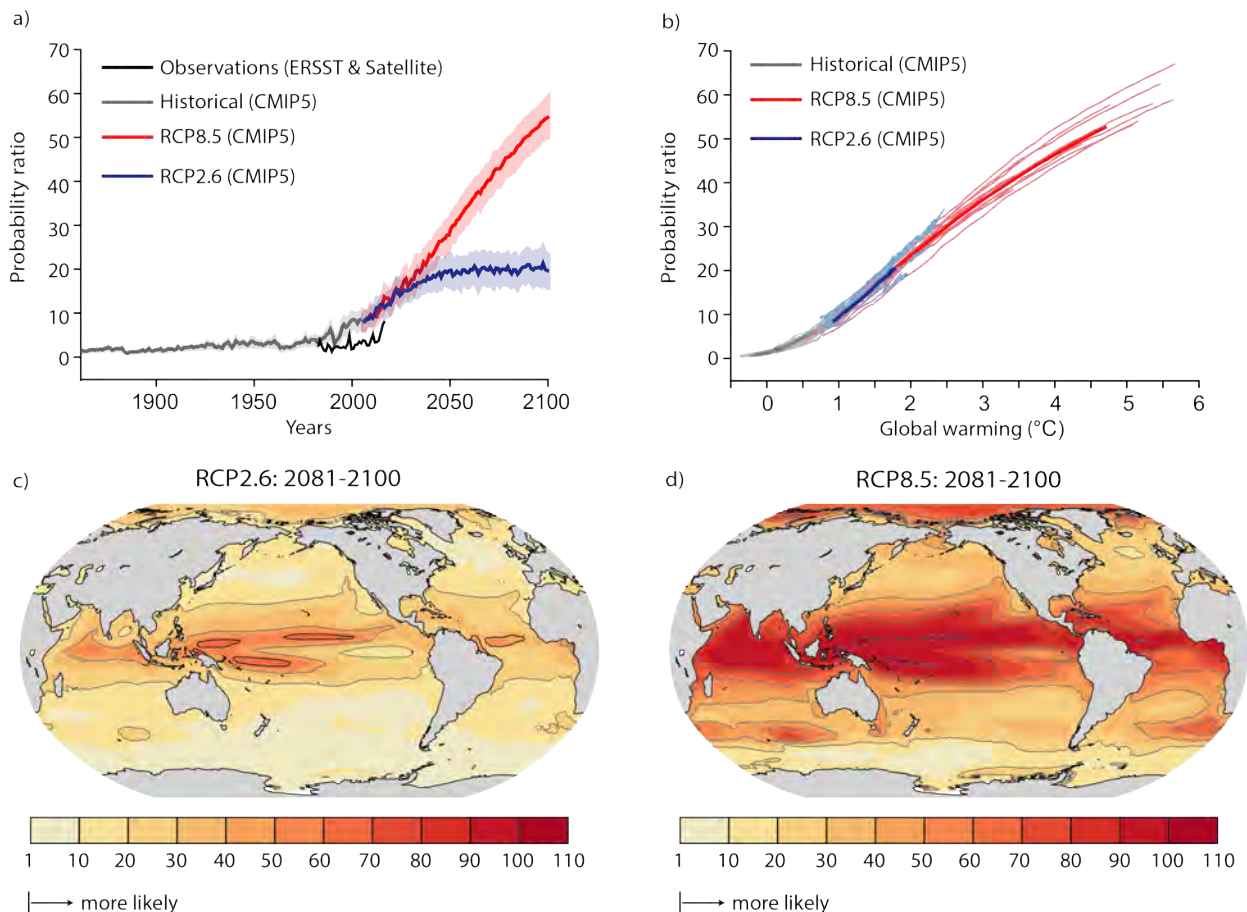 a)
70
60
50
40
30
20
10
0
Probability ratio
Observations (ERSST & Satellite)
Historical (CMIP5)
RCP8.5 (CMIP5)
RCP2.6 (CMIP5)
1900 1950 2000 2050 2100
Years
b)
70
60
50
40
30
20
10
0
Probability ratio
Historical (CMIP5)
RCP8.5 (CMIP5)
RCP2.6 (CMIP5)
0 1 2 3 4 5 6
Global warming (°C)
c)
RCP2.6: 2081-2100
1 10 20 30 40 50 60 70 80 90 100 110
more likely
d)
RCP8.5: 2081-2100
1 10 20 30 40 50 60 70 80 90 100 110
more likely